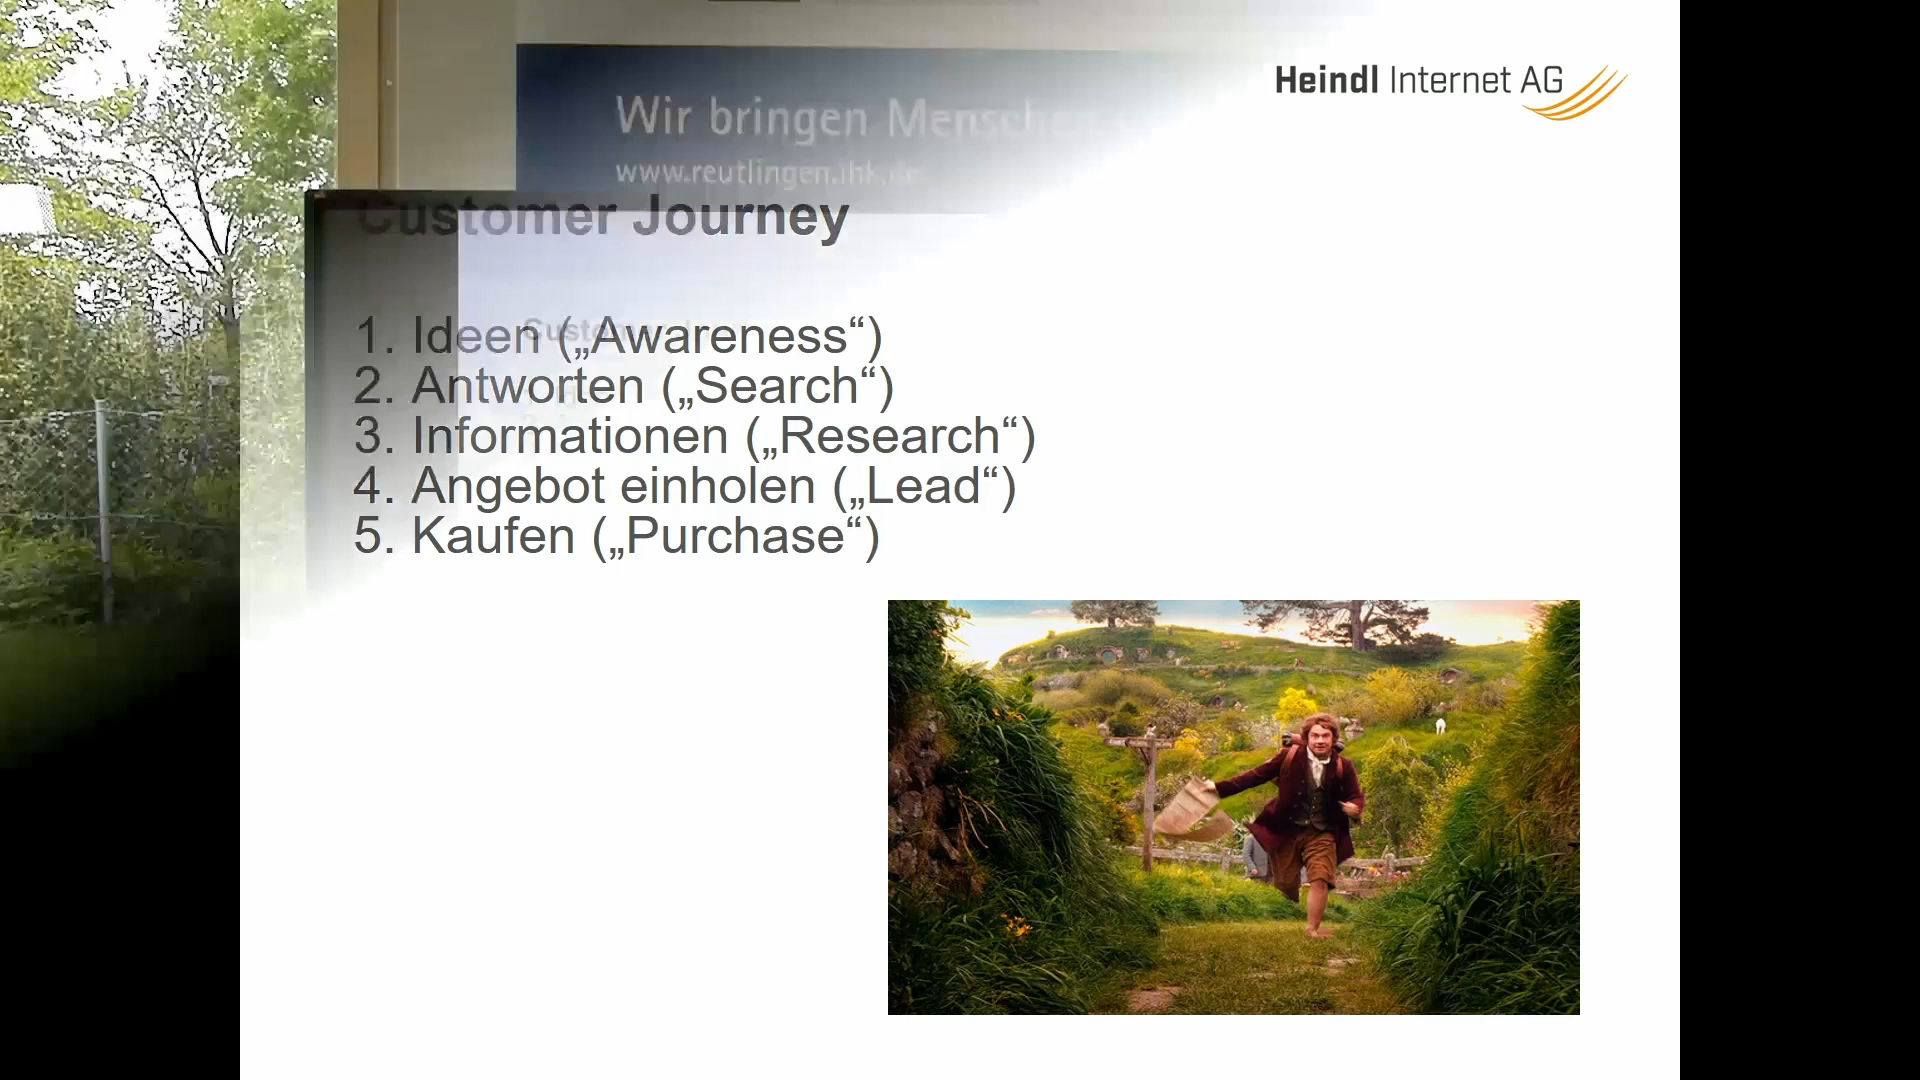 Heindl Internet AG
Wir bringen
www.reutlingen.ihk.de
Customer Journey
1. Ideen („Awareness“)
2. Antworten („Search“)
3. Informationen („Research“)
4. Angebot einholen („Lead“)
5. Kaufen („Purchase“)